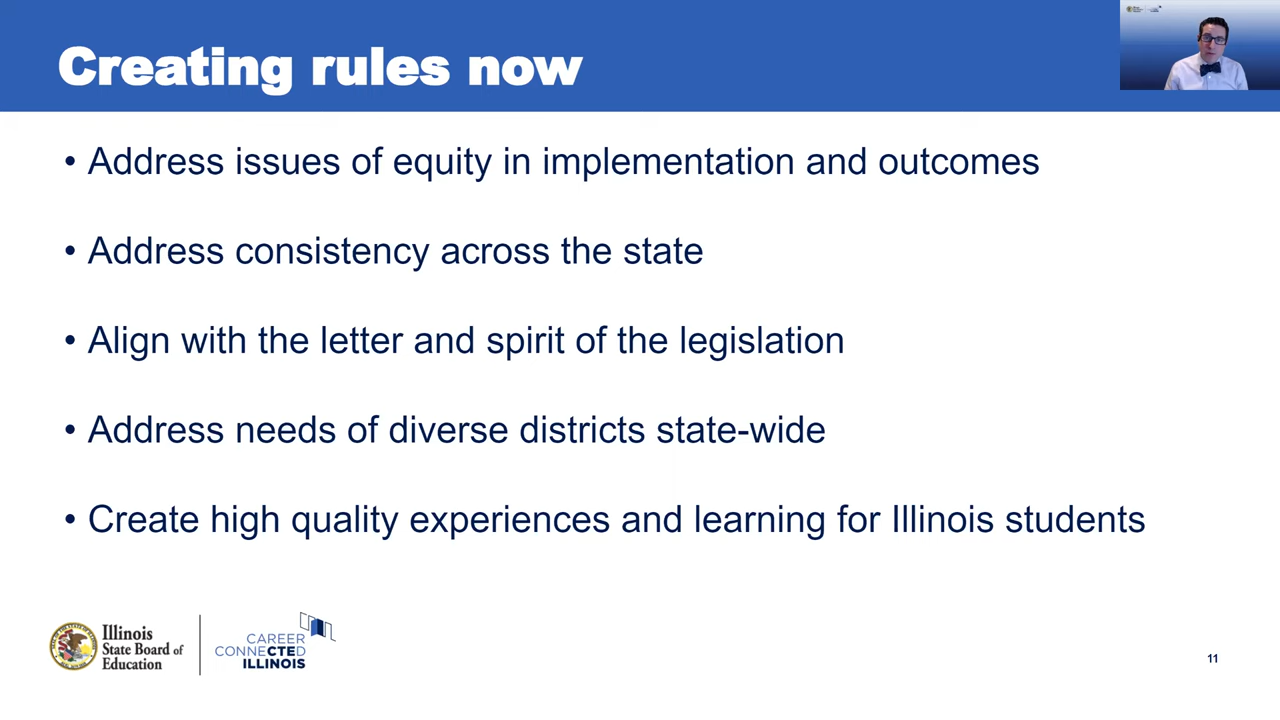 Creating rules now
• Address issues of equity in implementation and outcomes
• Address consistency across the state
• Align with the letter and spirit of the legislation
• Address needs of diverse districts state-wide
• Create high quality experiences and learning for Illinois students
Illinois
State Board of
Education
CAREER
CONNECTED
ILLINOIS
11